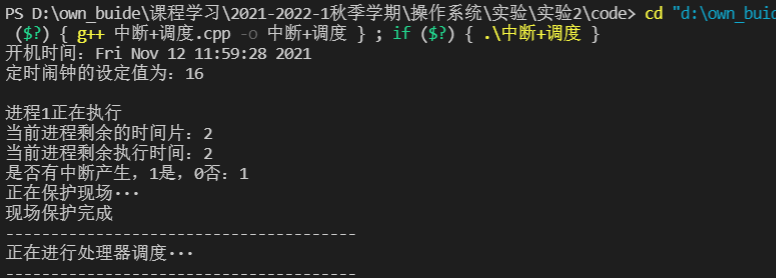 PS D:\own_buide\课程学习\2021-2022-1秋季学期\操作系统\实验\实验2\code> cd "d:\own_buid
($?) { g++ 中断+调度.cpp -o 中断+调度 } ; if ($?) { .\中断+调度 }
开机时间：Fri Nov 12 11:59:28 2021
定时闹钟的设定值为：16
进程1正在执行
当前进程剩余的时间片：2
当前进程剩余执行时间：2
是否有中断产生，1是，0否：1
正在保护现场···
现场保护完成
---------------------------------------
正在进行处理器调度···
---------------------------------------